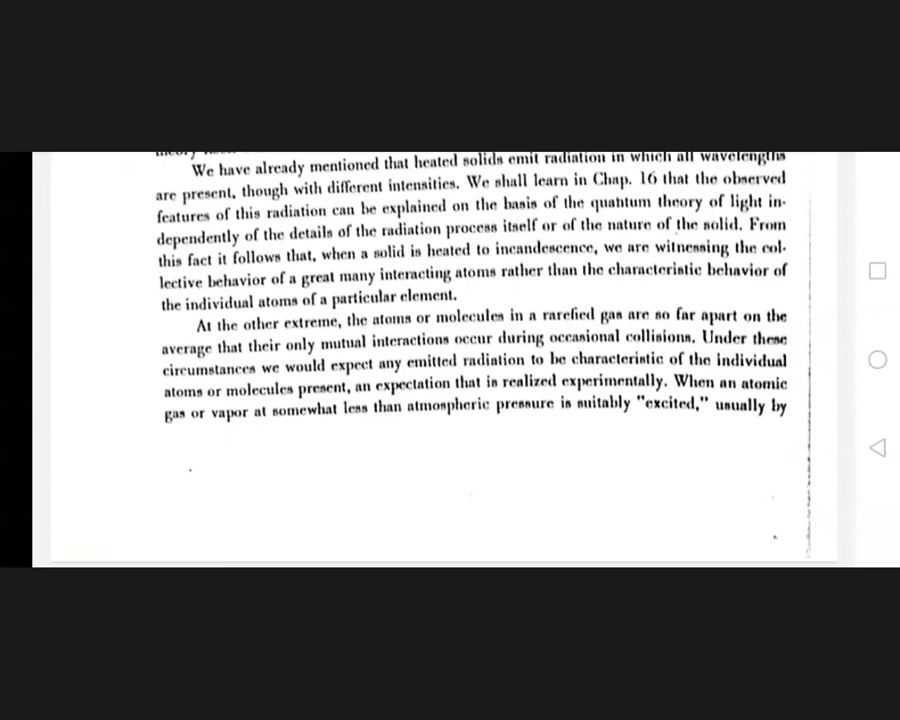 We have already mentioned that heated solids emit radiation in which all wavelengths
are present, though with different intensities. We shall learn in Chap. 16 that the observed
features of this radiation can be explained on the basis of the quantum theory of light in-
dependently of the details of the radiation process itself or of the nature of the solid. From
this fact it follows that, when a solid is heated to incandescence, we are witnessing the col-
lective behavior of a great many interacting atoms rather than the characteristic behavior of
the individual atoms of a particular element.
At the other extreme, the atoms or molecules in a rarefied gas are so far apart on the
average that their only mutual interactions occur during occasional collisions. Under these
circumstances we would expect any emitted radiation to be characteristic of the individual
atoms or molecules present, an expectation that is realized experimentally. When an atomic
gas or vapor at somewhat less than atmospheric pressure is suitably "excited," usually by